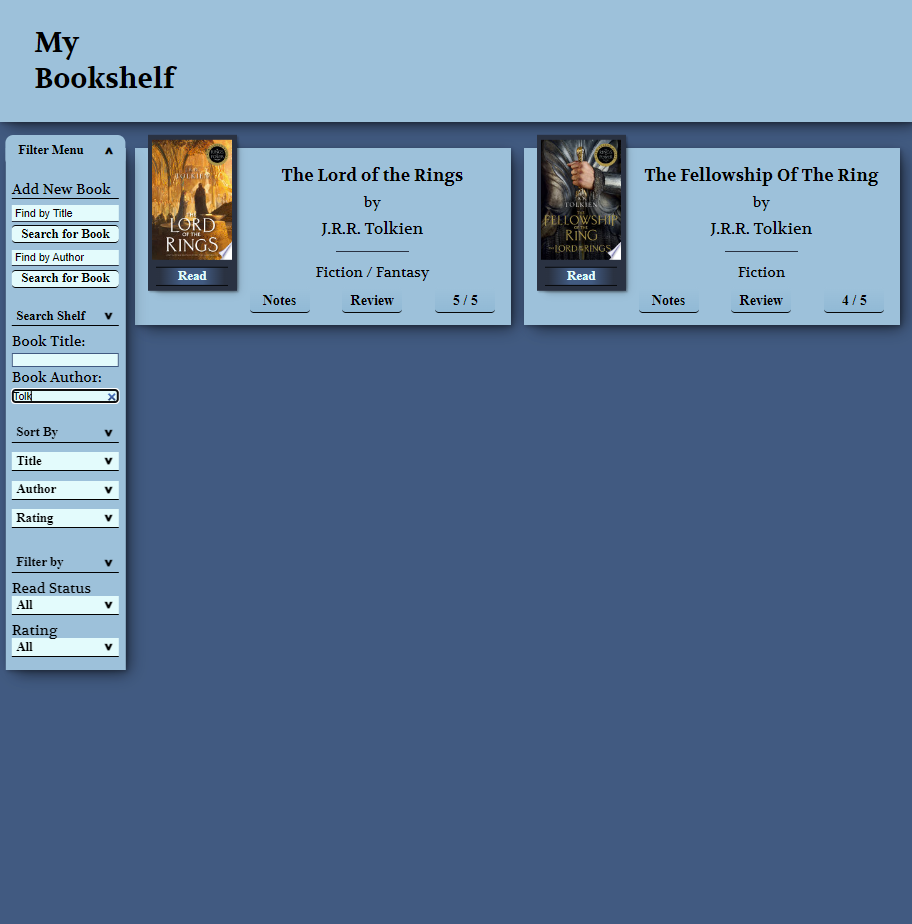 My
Bookshelf
Filter Menu
Add New Book
Find by Title
Search for Book
Find by Author
Search for Book
Search Shelf
Book Title:
Book Author:
Tolk
Sort By
Title
Author
Rating
Filter by
Read Status
All
Rating
All
TOLKIEN
THE
LORD
OF THE
RINGS
Read
The Lord of the Rings
by
J.R.R. Tolkien
Fiction / Fantasy
Notes
Review
5 / 5
J.R.R.
TOLKIEN
THE
FELLOWSHIP
OF THE
RING
THE LORD OF THE RINGS
Read
The Fellowship Of The Ring
by
J.R.R. Tolkien
Fiction
Notes
Review
4 / 5